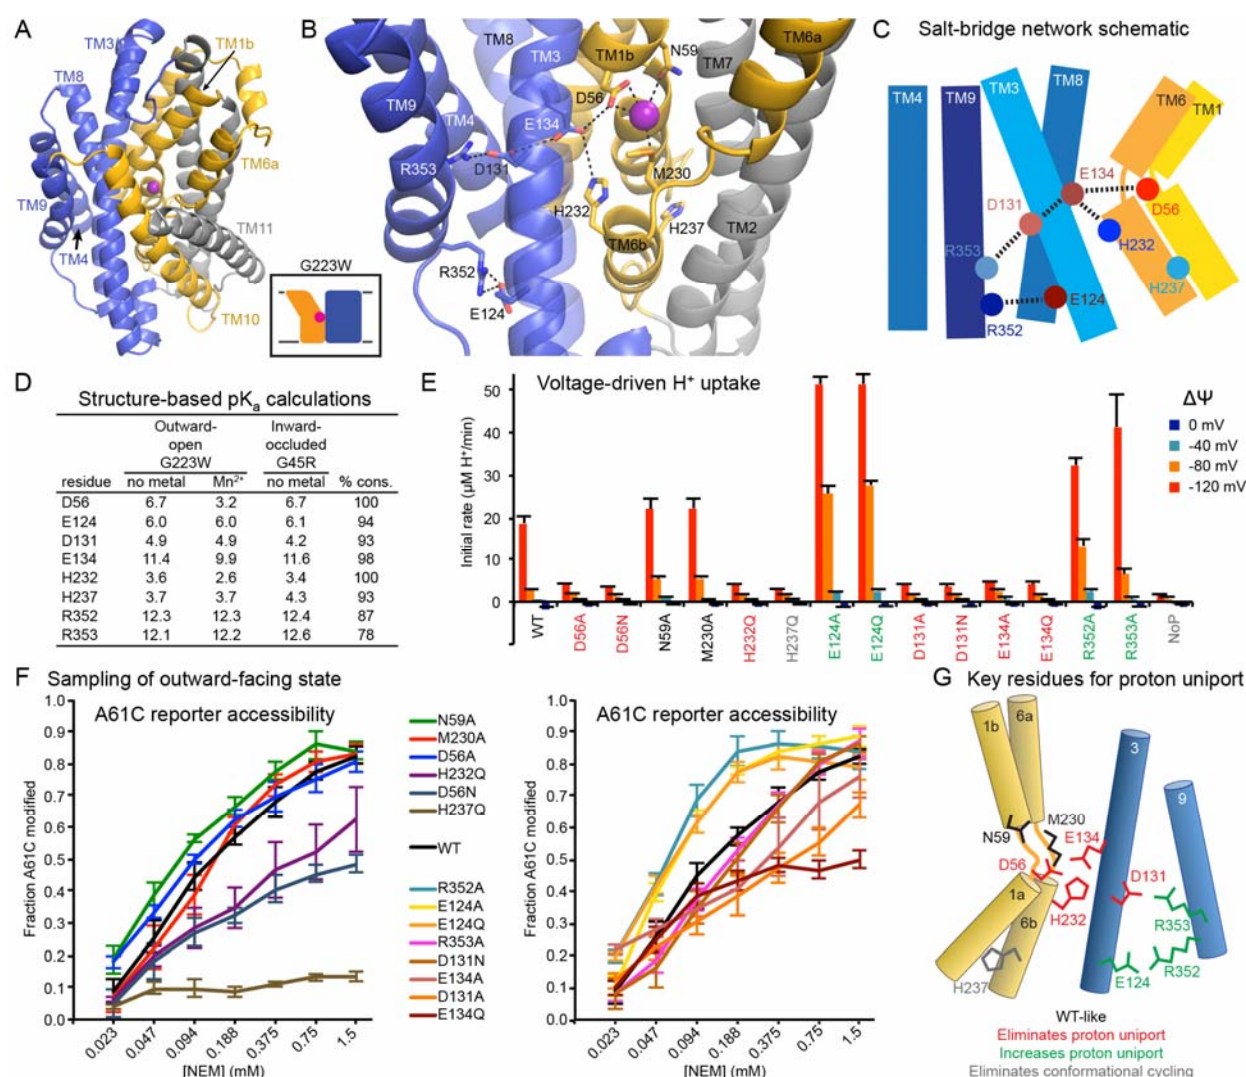 A
TM3
TM1b
TM8
TM6a
TM9
TM11
TM4
G223W
TM10
B
TM8
TM3
TM1b
N59
TM6a
TM7
TM9
D56
TM4
E134
R353
D131
M230
H232
H237
TM2
TM6b
R352
E124
C Salt-bridge network schematic
TM4
TM9
TM3
TM8
TM6
TM1
E134
D131
D56
R353
H232
H237
E124
R352
D
Structure-based pKa calculations
Outward-open G223W
Inward-occluded G45R
residue no metal Mn2+ no metal % cons.
D56 6.7 3.2 6.7 100
E124 6.0 6.0 6.1 94
D131 4.9 4.9 4.2 93
E134 11.4 9.9 11.6 98
H232 3.6 2.6 3.4 100
H237 3.7 3.7 4.3 93
R352 12.3 12.3 12.4 87
R353 12.1 12.2 12.6 78
E Voltage-driven H+ uptake
Initial rate (µM H+/min)
50
40
30
20
10
0
ΔΨ
0 mV
-40 mV
-80 mV
-120 mV
WT
D56A
D56N
N59A
M230A
H232Q
H237Q
E124A
E124Q
D131A
D131N
E134A
E134Q
R352A
R353A
NoP
F Sampling of outward-facing state
A61C reporter accessibility
Fraction A61C modified
1.0
0.9
0.8
0.7
0.6
0.5
0.4
0.3
0.2
0.1
0.0
0.023
0.047
0.094
0.188
0.375
0.75
1.5
[NEM] (mM)
N59A
M230A
D56A
H232Q
D56N
H237Q
WT
R352A
E124A
E124Q
R353A
D131N
E134A
D131A
E134Q
A61C reporter accessibility
Fraction A61C modified
1.0
0.9
0.8
0.7
0.6
0.5
0.4
0.3
0.2
0.1
0.0
0.023
0.047
0.094
0.188
0.375
0.75
1.5
[NEM] (mM)
G Key residues for proton uniport
1b
6a
3
9
N59
M230
E134
D56
D131
1a
H232
R353
6b
R352
H237
E124
WT-like
Eliminates proton uniport
Increases proton uniport
Eliminates conformational cycling